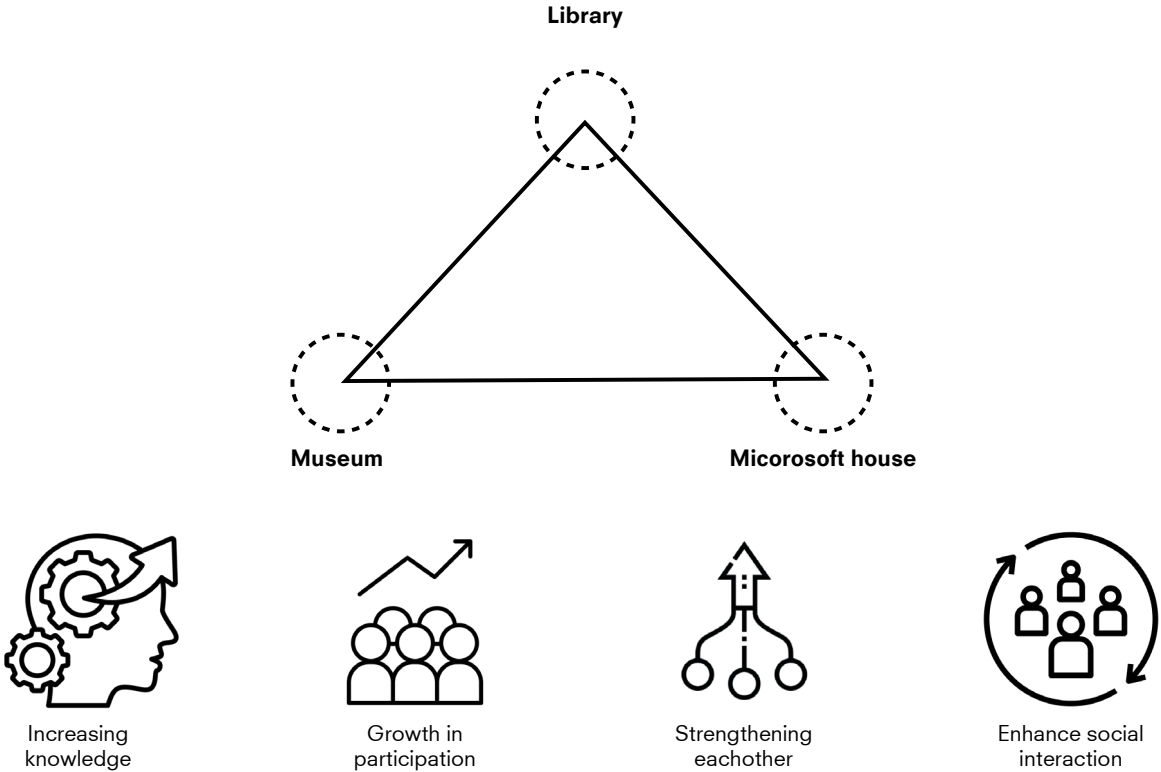 Library
Museum
Micorosoft house
Increasing
knowledge
Growth in
participation
Strengthening
eachother
Enhance social
interaction